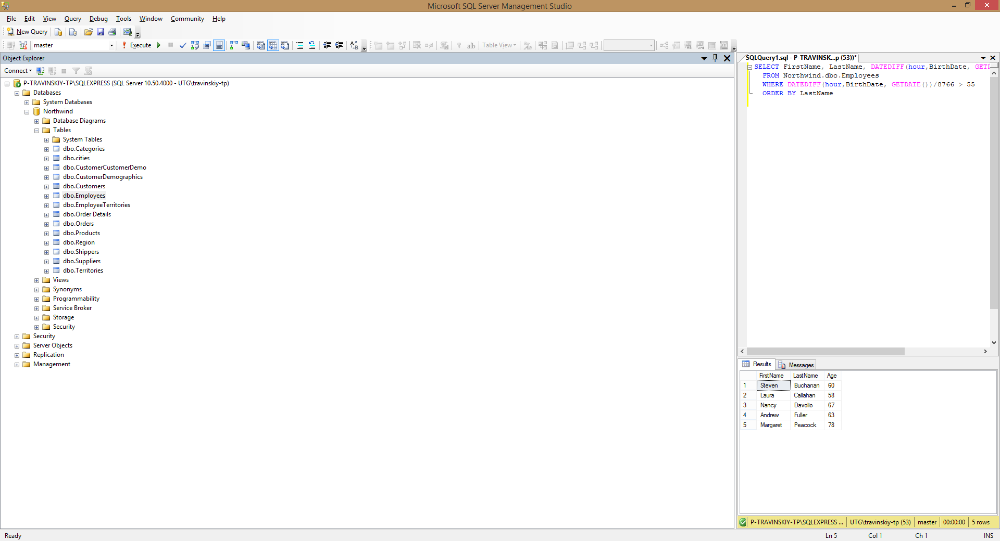 Microsoft SQL Server Management Studio
File Edit View Query Debug Tools Window Community Help
New Query
master Execute Table View
Object Explorer
Connect
P-TRAVINSKIY-TP\SQLEXPRESS (SQL Server 10.50.4000 - UTG\travinskiy-tp)
Databases
System Databases
Northwind
Database Diagrams
Tables
System Tables
dbo.Categories
dbo.cities
dbo.CustomerCustomerDemo
dbo.CustomerDemographics
dbo.Customers
dbo.Employees
dbo.EmployeeTerritories
dbo.Order Details
dbo.Orders
dbo.Products
dbo.Region
dbo.Shippers
dbo.Suppliers
dbo.Territories
Views
Synonyms
Programmability
Service Broker
Storage
Security
Security
Server Objects
Replication
Management
SQLQuery1.sql - P-TRAVINSK...p (53))*
SELECT FirstName, LastName, DATEDIFF(hour,BirthDate, GET
FROM Northwind.dbo.Employees
WHERE DATEDIFF(hour,BirthDate, GETDATE())/8766 > 55
ORDER BY LastName
Results Messages
FirstName LastName Age
1 Steven Buchanan 60
2 Laura Callahan 58
3 Nancy Davolio 67
4 Andrew Fuller 63
5 Margaret Peacock 78
P-TRAVINSKIY-TP\SQLEXPRESS ... UTG\travinskiy-tp (53) master 00:00:00 5 rows
Ready Ln 5 Col 1 Ch 1 INS